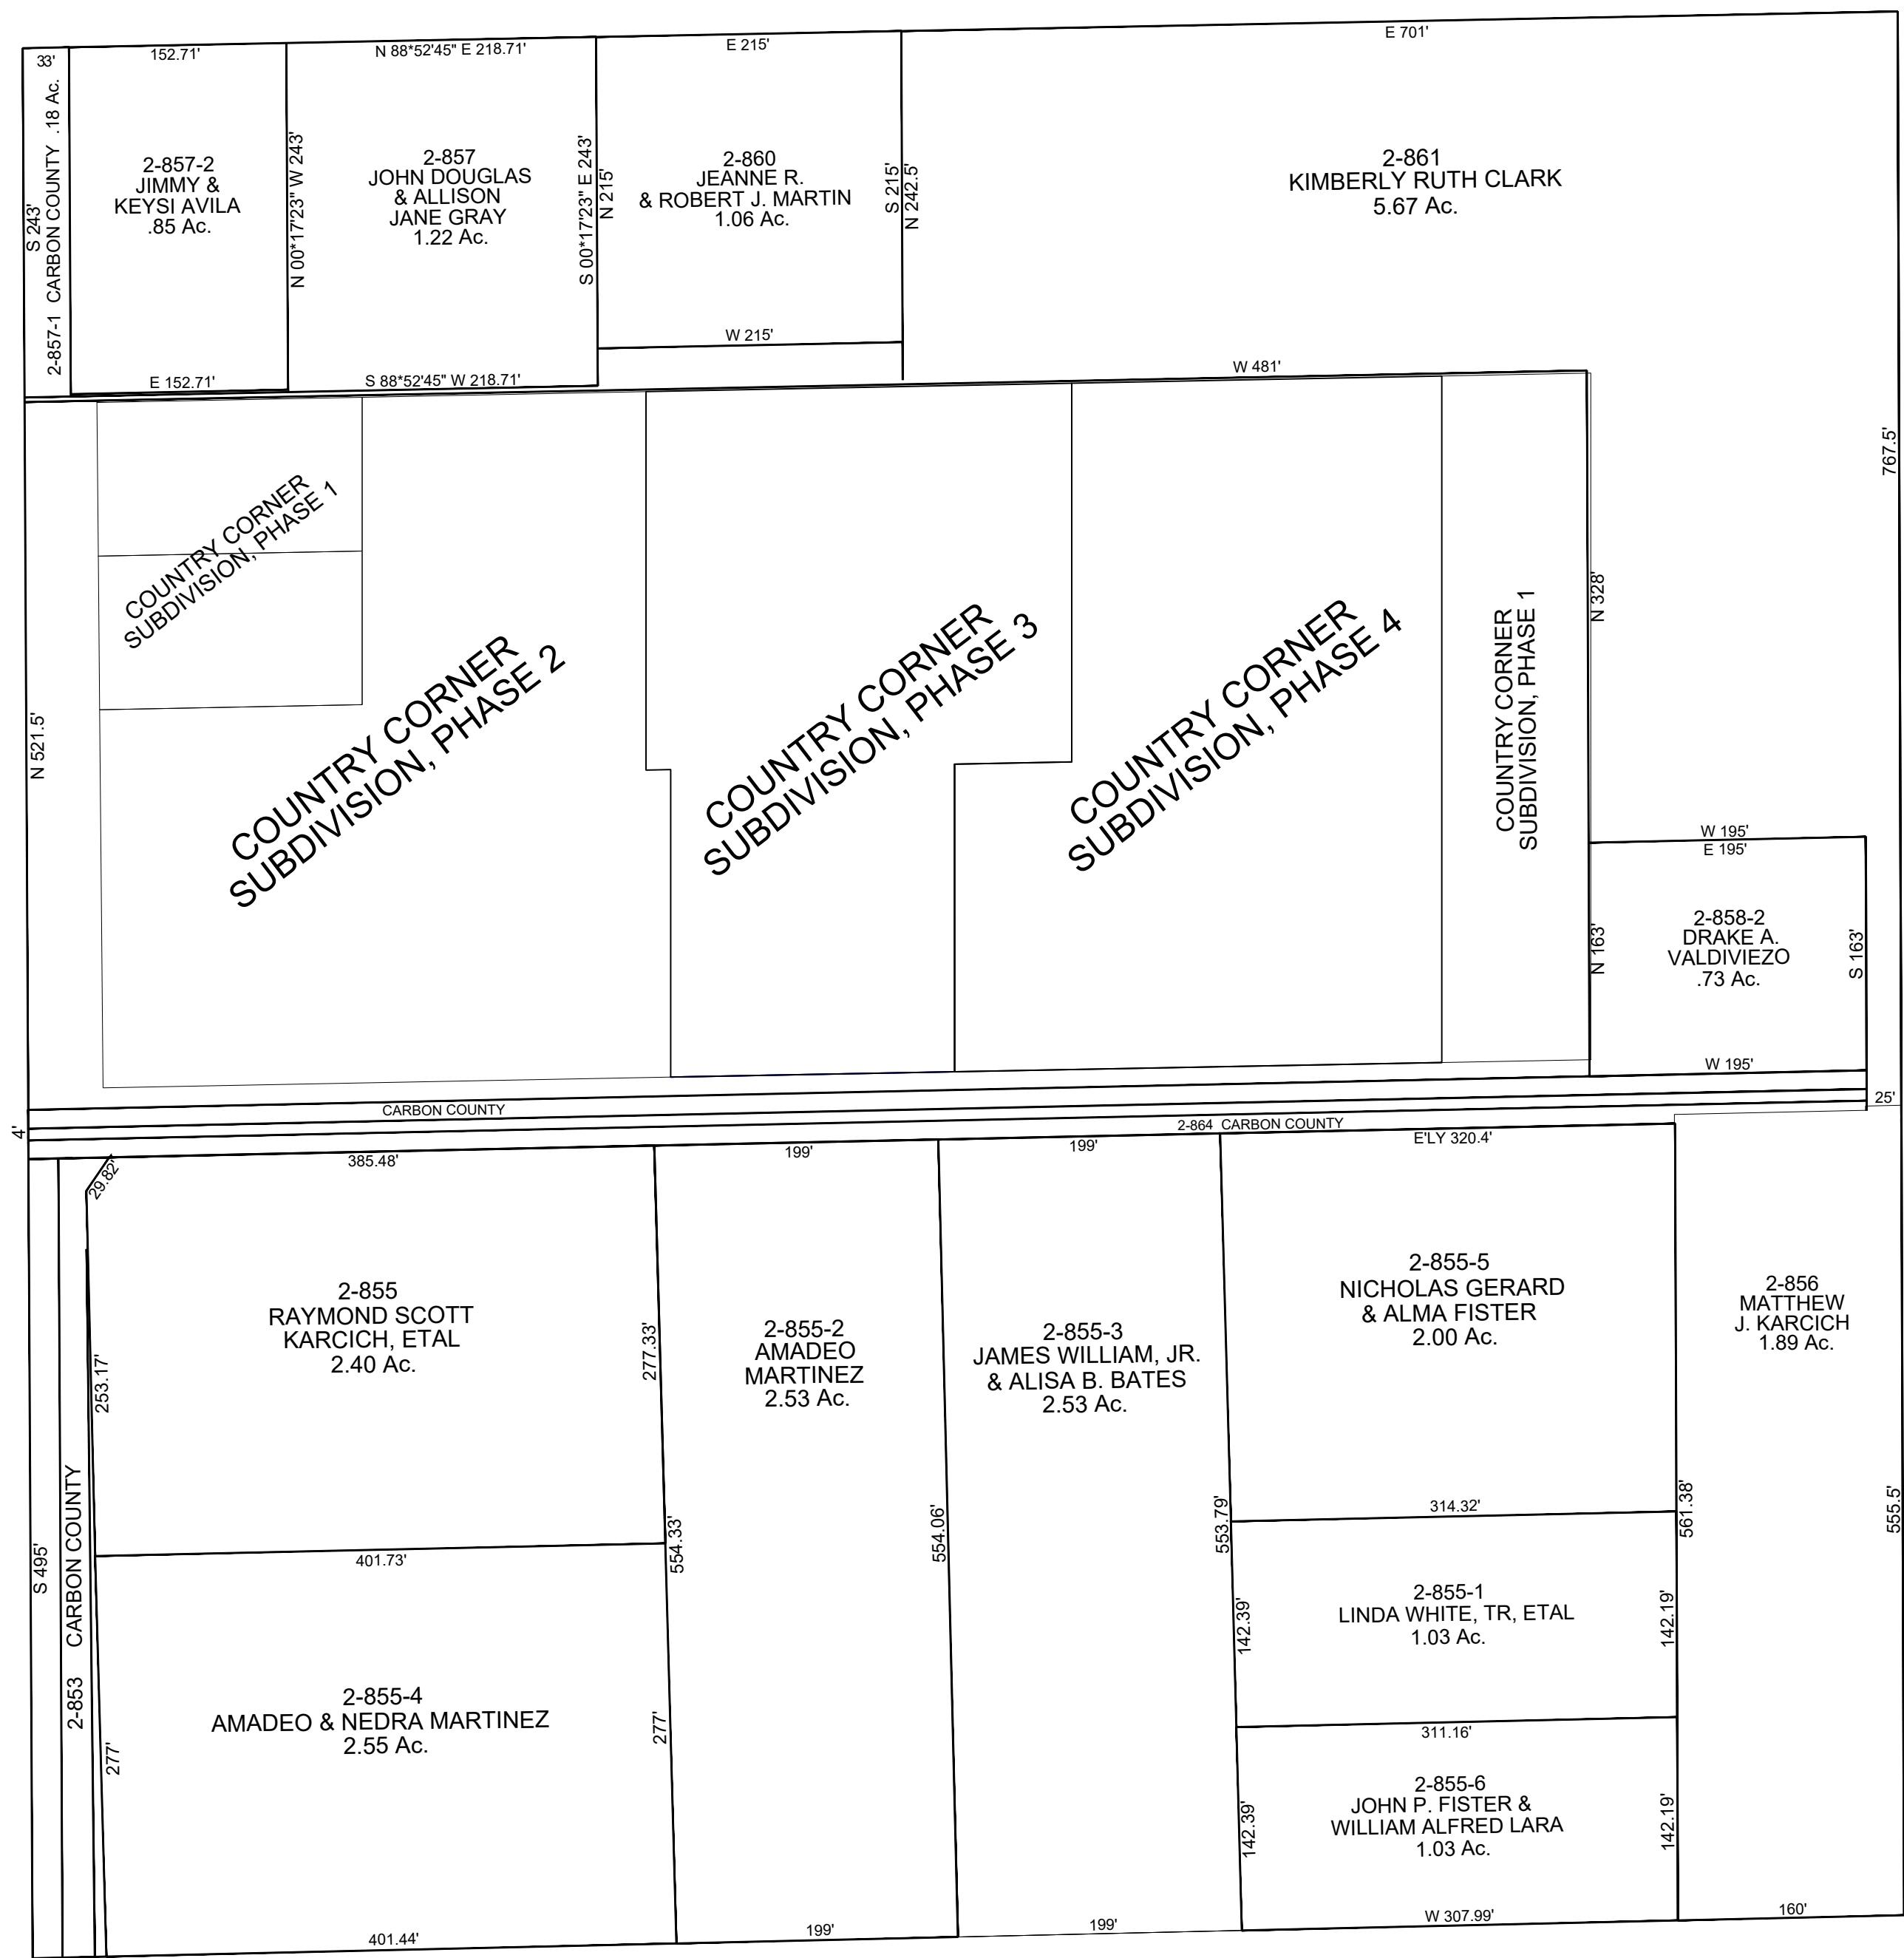 33'
152.71'
N 88*52'45" E 218.71'
E 215'
E 701'
S 243'
2-857-1 CARBON COUNTY .18 Ac.
2-857-2
JIMMY &
KEYSI AVILA
.85 Ac.
N 00*17'23" W 243'
2-857
JOHN DOUGLAS
& ALLISON
JANE GRAY
1.22 Ac.
S 00*17'23" E 243'
N 215'
2-860
JEANNE R.
& ROBERT J. MARTIN
1.06 Ac.
S 215'
N 242.5'
2-861
KIMBERLY RUTH CLARK
5.67 Ac.
W 215'
E 152.71'
S 88*52'45" W 218.71'
W 481'
767.5'
COUNTRY CORNER
SUBDIVISION, PHASE 1
N 521.5'
COUNTRY CORNER
SUBDIVISION, PHASE 2
COUNTRY CORNER
SUBDIVISION, PHASE 3
COUNTRY CORNER
SUBDIVISION, PHASE 4
COUNTRY CORNER
SUBDIVISION, PHASE 1
N 328'
W 195'
E 195'
N 163'
2-858-2
DRAKE A.
VALDIVIEZO
.73 Ac.
S 163'
W 195'
25'
CARBON COUNTY
4'
2-864 CARBON COUNTY
29.82'
385.48'
199'
199'
E'LY 320.4'
2-855
RAYMOND SCOTT
KARCICH, ETAL
2.40 Ac.
253.17'
277.33'
2-855-2
AMADEO
MARTINEZ
2.53 Ac.
2-855-3
JAMES WILLIAM, JR.
& ALISA B. BATES
2.53 Ac.
2-855-5
NICHOLAS GERARD
& ALMA FISTER
2.00 Ac.
2-856
MATTHEW
J. KARCICH
1.89 Ac.
S 495'
2-853 CARBON COUNTY
401.73'
554.33'
554.06'
553.79'
314.32'
561.38'
555.5'
142.39'
2-855-1
LINDA WHITE, TR, ETAL
1.03 Ac.
142.19'
2-855-4
AMADEO & NEDRA MARTINEZ
2.55 Ac.
277'
277'
311.16'
142.39'
2-855-6
JOHN P. FISTER &
WILLIAM ALFRED LARA
1.03 Ac.
142.19'
401.44'
199'
199'
W 307.99'
160'